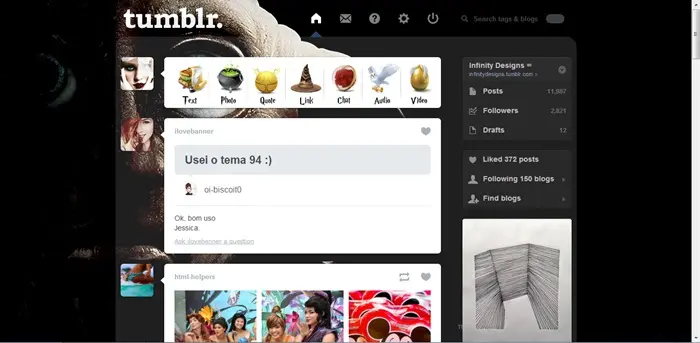 tumblr.
Search tags & blogs
Text Photo Quote Link Chat Audio Video
Infinity Designs
infinitydesigns.tumblr.com
Posts 11,987
Followers 2,821
Drafts 12
ilovebanner
Usei o tema 94 :)
oi-biscoit0
Ok, bom uso
Jessica.
Ask ilovebanner a question
Liked 372 posts
Following 150 blogs
Find blogs
html-helpers